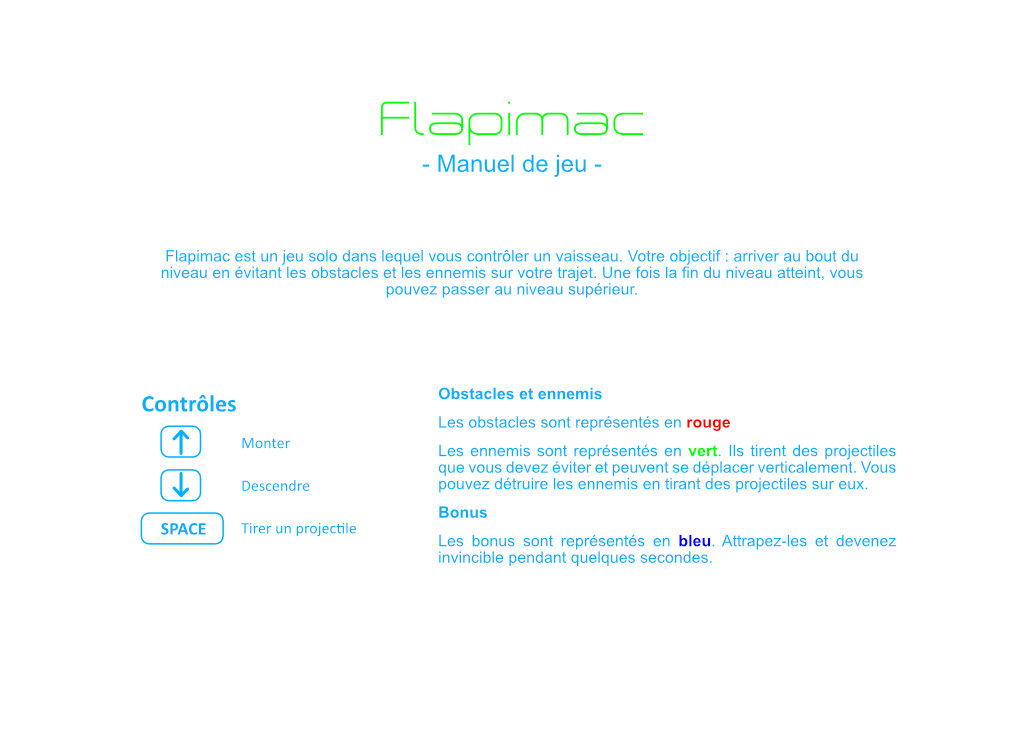 Flapimac
- Manuel de jeu -
Flapimac est un jeu solo dans lequel vous contrôler un vaisseau. Votre objectif : arriver au bout du
niveau en évitant les obstacles et les ennemis sur votre trajet. Une fois la fin du niveau atteint, vous
pouvez passer au niveau supérieur.
Contrôles
↑ Monter
↓ Descendre
SPACE Tirer un projectile
Obstacles et ennemis
Les obstacles sont représentés en rouge
Les ennemis sont représentés en vert. Ils tirent des projectiles
que vous devez éviter et peuvent se déplacer verticalement. Vous
pouvez détruire les ennemis en tirant des projectiles sur eux.
Bonus
Les bonus sont représentés en bleu. Attrapez-les et devenez
invincible pendant quelques secondes.